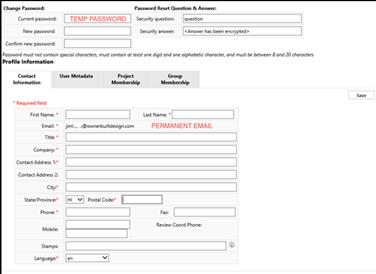 Change Password: Password Reset Question & Answer:
Current password: TEMP PASSWORD Security question: question
New password: Security answer: <Answer has been encrypted>
Confirm new password:
Password must not contain special characters, must contain at least one digit and one alphabetic character, and must be between 8 and 20 characters
Profile Information
Contact Information User Metadata Project Membership Group Membership
Save
* Required field
First Name: * Last Name: *
Email: * jim... .@ownerbuiltdesign.com PERMANENT EMAIL
Title: *
Company: *
Contact Address 1:*
Contact Address 2:
City:*
State/Province:* HI Postal Code:*
Phone: * Fax:
Mobile: Review Coord Phone:
Stamps:
Language:* en